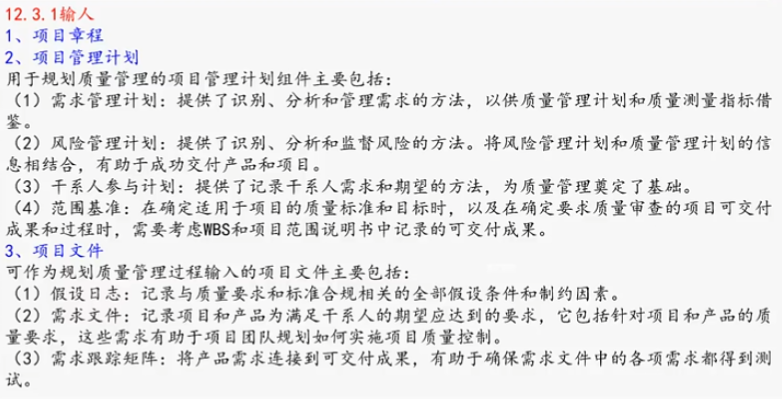 12.3.1输人
1、项目章程
2、项目管理计划
用于规划质量管理的项目管理计划组件主要包括：
（1）需求管理计划：提供了识别、分析和管理需求的方法，以供质量管理计划和质量测量指标借
鉴。
（2）风险管理计划：提供了识别、分析和监督风险的方法。将风险管理计划和质量管理计划的信
息相结合，有助于成功交付产品和项目。
（3）干系人参与计划：提供了记录干系人需求和期望的方法，为质量管理奠定了基础。
（4）范围基准：在确定适用于项目的质量标准和目标时，以及在确定要求质量审查的项目可交付
成果和过程时，需要考虑WBS和项目范围说明书中记录的可交付成果。
3、项目文件
可作为规划质量管理过程输入的项目文件主要包括：
（1）假设日志：记录与质量要求和标准合规相关的全部假设条件和制约因素。
（2）需求文件：记录项目和产品为满足干系人的期望应达到的要求，它包括针对项目和产品的质
量要求，这些需求有助于项目团队规划如何实施项目质量控制。
（3）需求跟踪矩阵：将产品需求连接到可交付成果，有助于确保需求文件中的各项需求都得到测
试。